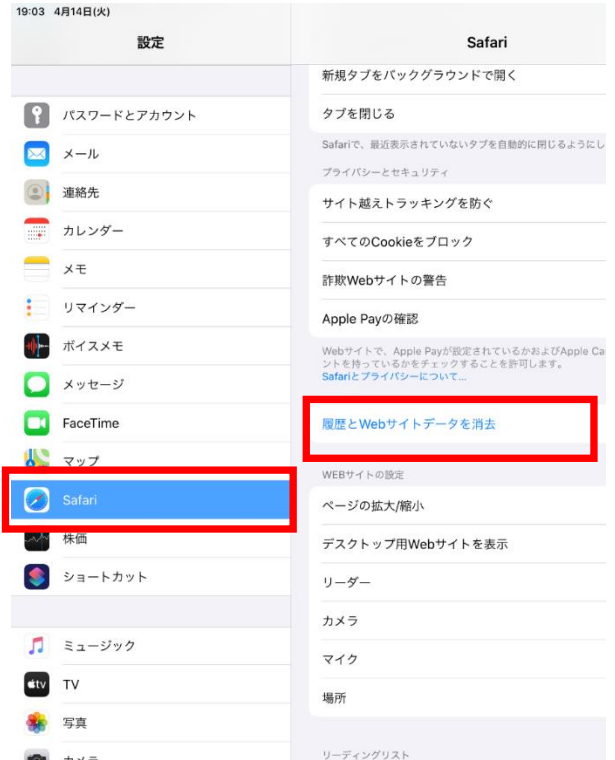 19:03 4月14日(火)
設定
パスワードとアカウント
メール
連絡先
カレンダー
メモ
リマインダー
ボイスメモ
メッセージ
FaceTime
マップ
Safari
株価
ショートカット
ミュージック
tv
TV
写真
カメラ
Safari
新規タブをバックグラウンドで開く
タブを閉じる
Safariで、最近表示されていないタブを自動的に閉じるようにし
プライバシーとセキュリティ
サイト越えトラッキングを防ぐ
すべてのCookieをブロック
詐欺Webサイトの警告
Apple Payの確認
Webサイトで、Apple Payが設定されているかおよびApple Ca
ントを持っているかをチェックすることを許可します。
Safariとプライバシーについて...
履歴とWebサイトデータを消去
WEBサイトの設定
ページの拡大/縮小
デスクトップ用Webサイトを表示
リーダー
カメラ
マイク
場所
リーディングリスト